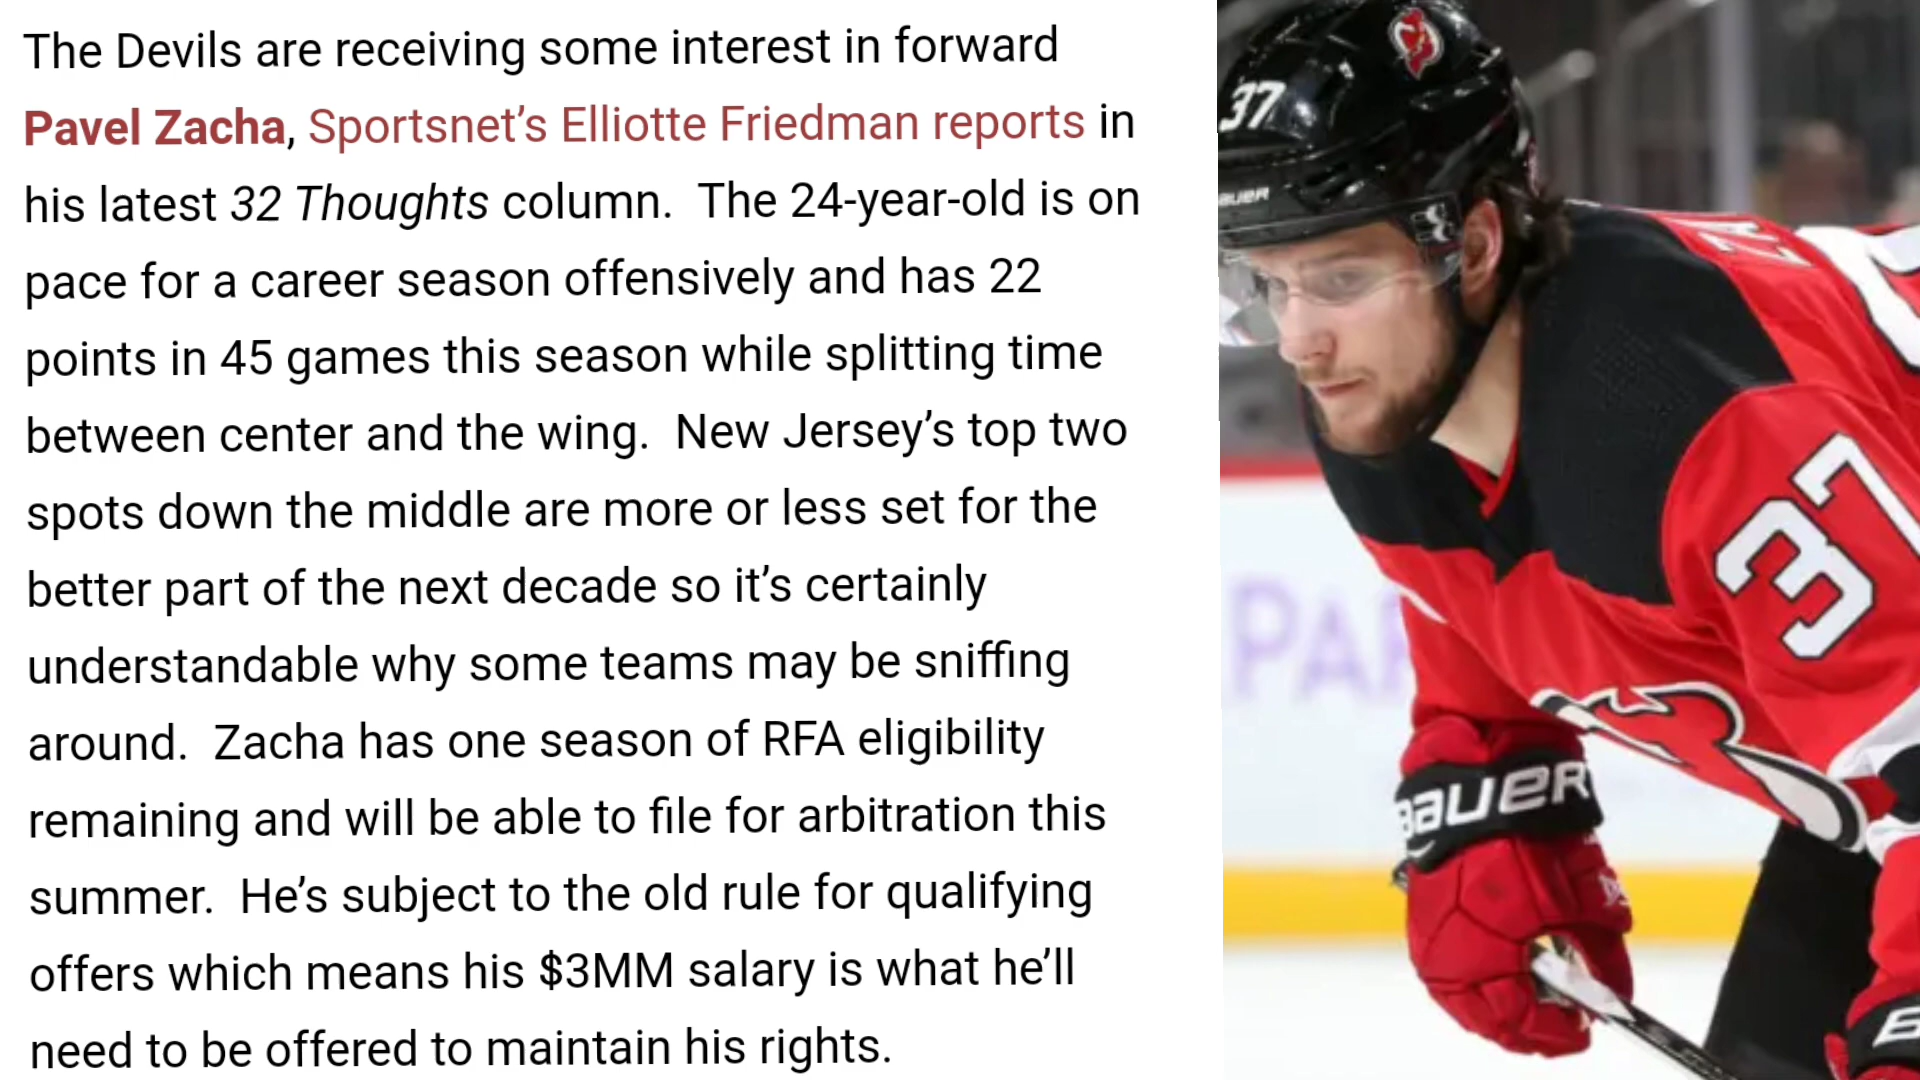 The Devils are receiving some interest in forward
Pavel Zacha, Sportsnet’s Elliotte Friedman reports in
his latest 32 Thoughts column.  The 24-year-old is on
pace for a career season offensively and has 22
points in 45 games this season while splitting time
between center and the wing.  New Jersey’s top two
spots down the middle are more or less set for the
better part of the next decade so it’s certainly
understandable why some teams may be sniffing
around.  Zacha has one season of RFA eligibility
remaining and will be able to file for arbitration this
summer.  He’s subject to the old rule for qualifying
offers which means his $3MM salary is what he’ll
need to be offered to maintain his rights.
37
BAUER
ZA
37
PAR
BAUER
B